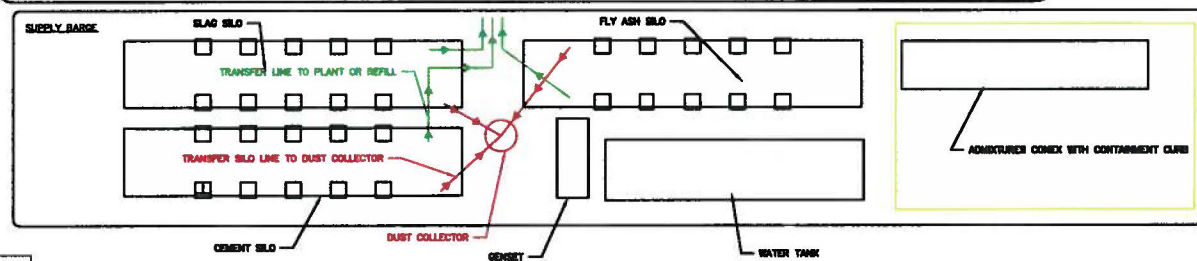 SUPPLY BARGE
SLAG SILO
FLY ASH SILO
TRANSFER LINE TO PLANT OR REFILL
ADMIXTURES CONEX WITH CONTAINMENT CURB
TRANSFER SILO LINE TO DUST COLLECTOR
DUST COLLECTOR
CEMENT SILO
GENSET
WATER TANK